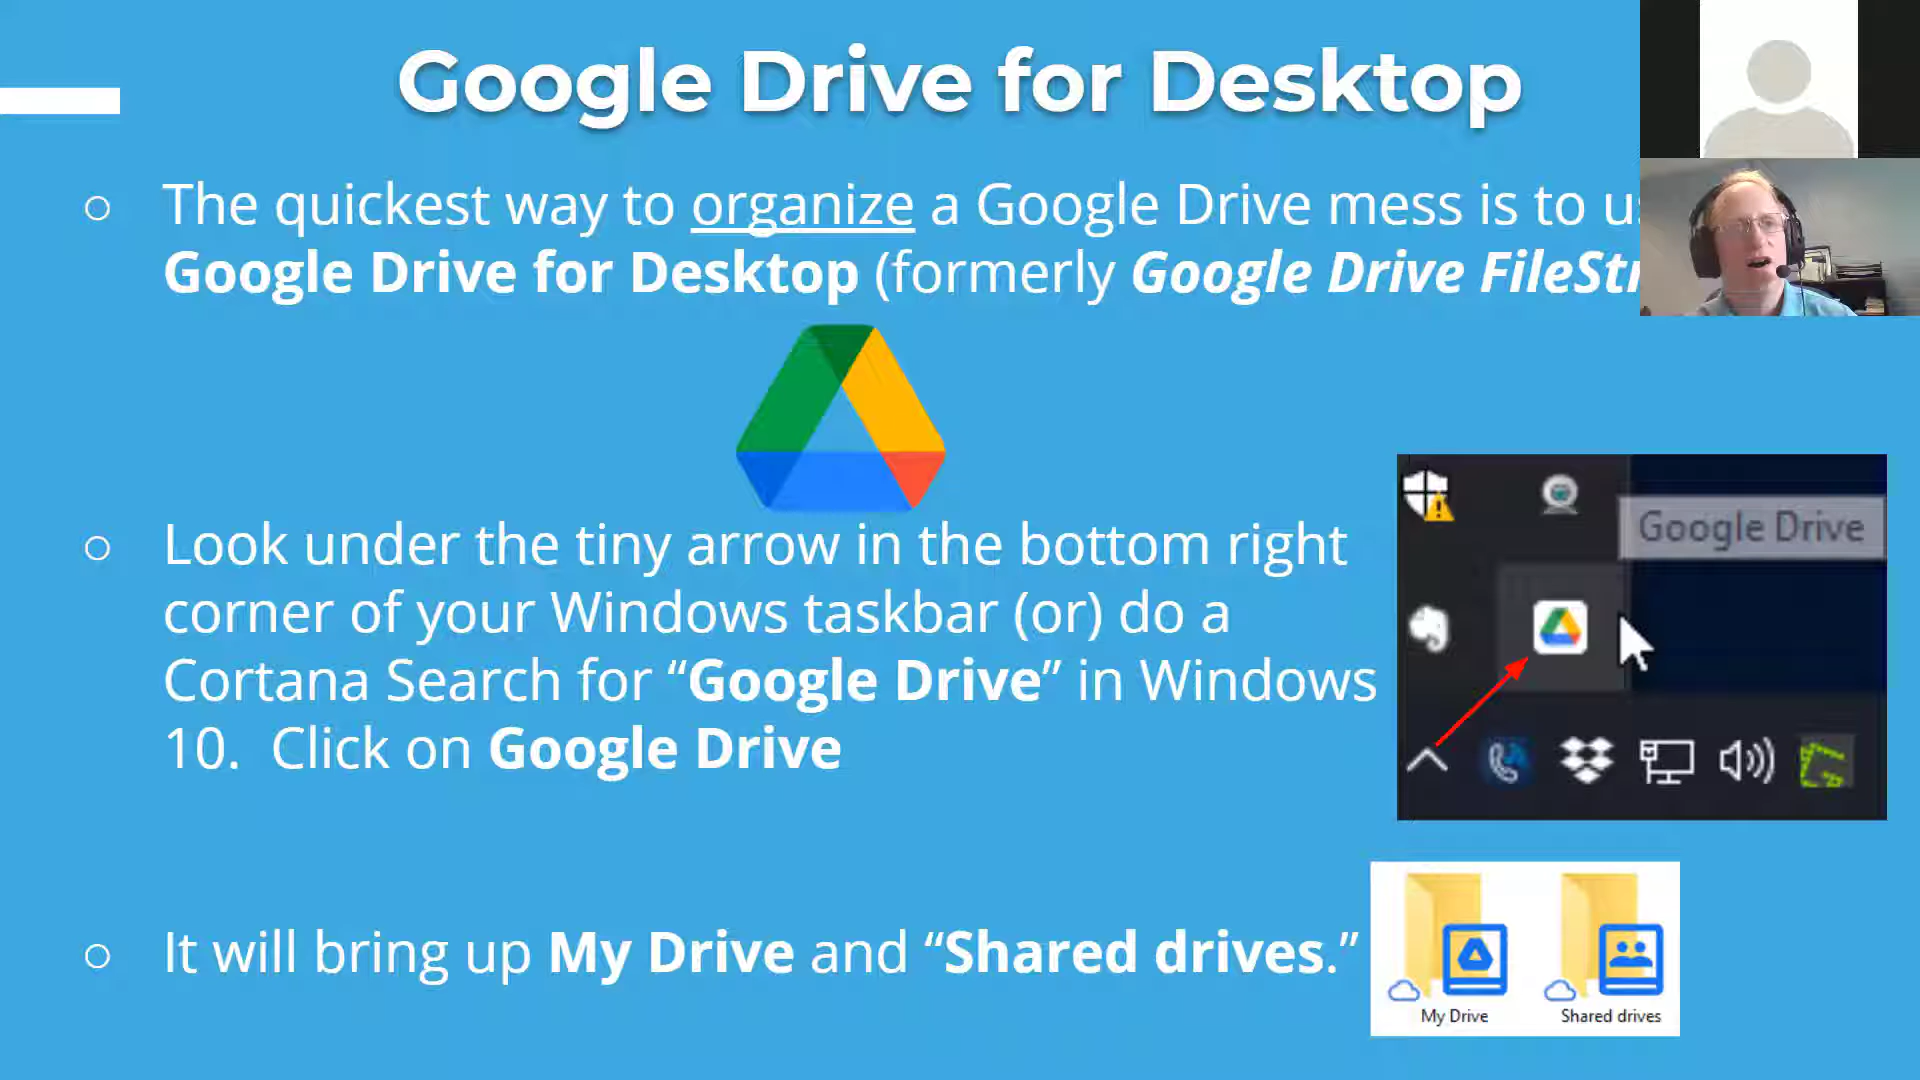 Google Drive for Desktop
○ The quickest way to organize a Google Drive mess is to
Google Drive for Desktop (formerly Google Drive
Google Drive
○ Look under the tiny arrow in the bottom right
corner of your Windows taskbar (or) do a
Cortana Search for “Google Drive” in Windows
10. Click on Google Drive
○ It will bring up My Drive and “Shared drives.”
My Drive
Shared drives